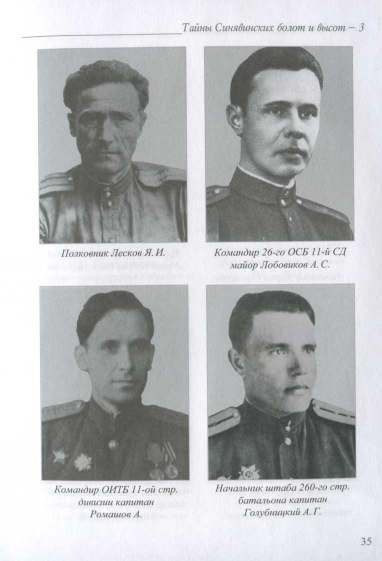 Тайны Синявинских болот и высот – 3
Полковник Лесков Я.И.
Командир 26-го ОСБ 11-й СД
майор Лобовиков А.С.
Командир ОИТБ 11-ой стр.
дивизии капитан
Ромашов А.
Начальник штаба 260-го стр.
батальона капитан
Голубницкий А.Г.
35